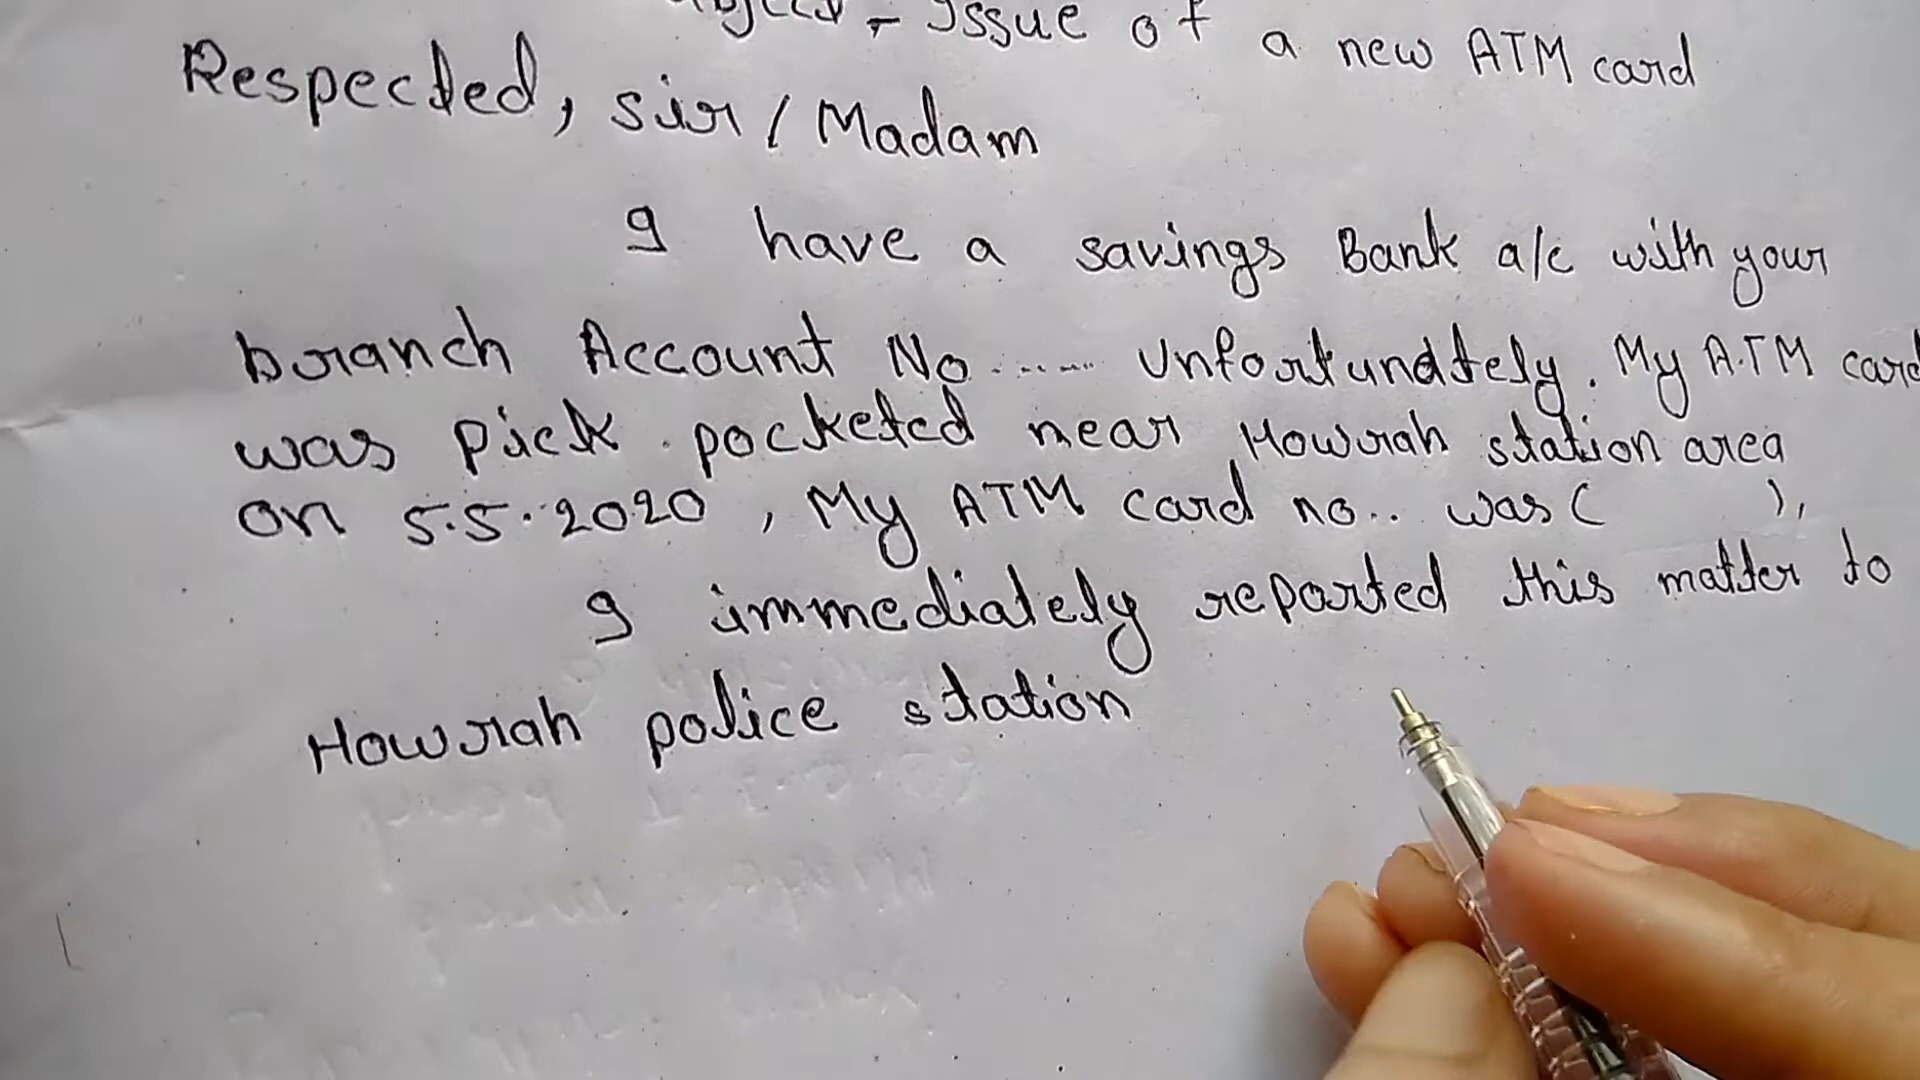 Subject - Issue of a new ATM card
Respected, sir / Madam
I have a savings Bank a/c with your
branch Account No ...... Unfortunately. My A.TM card
was pick pocketed near Howrah station area
on 5.5.2020, My ATM card no.. was ( ),
I immediately reported this matter to
Howrah police station